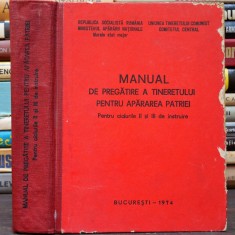 MANUAL DE PREGĂTIRE A TINERETULUI PENTRU APĂRAREA PATRIEI
Pentru ciclurile II și III de instruire
REPUBLICA SOCIALISTĂ ROMÂNIA
MINISTERUL APĂRĂRII NAȚIONALE
Marele stat major
UNIUNEA TINERETULUI COMUNIST
COMITETUL CENTRAL
MANUAL
DE PREGĂTIRE A TINERETULUI
PENTRU APĂRAREA PATRIEI
Pentru ciclurile II și III de instruire
BUCUREȘTI – 1974